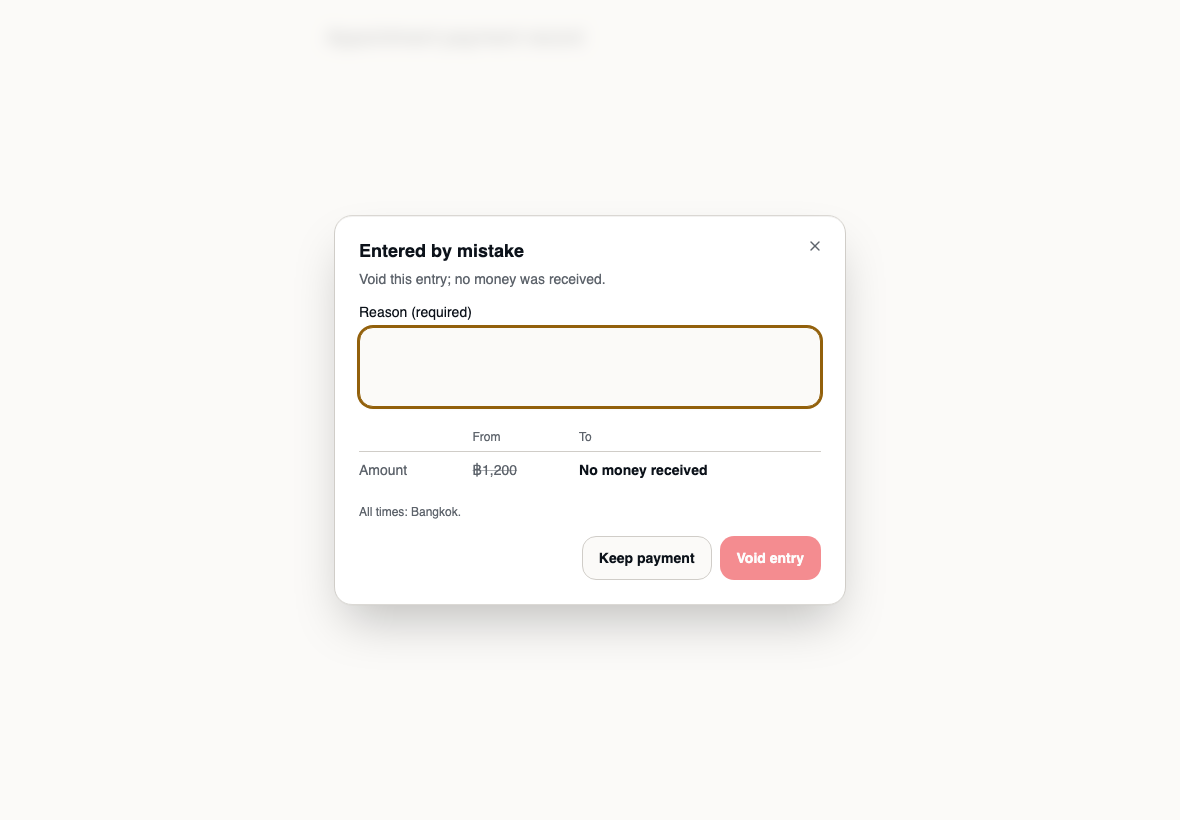 Entered by mistake
Void this entry; no money was received.
Reason (required)
From To
Amount ฿1,200 No money received
All times: Bangkok.
Keep payment Void entry